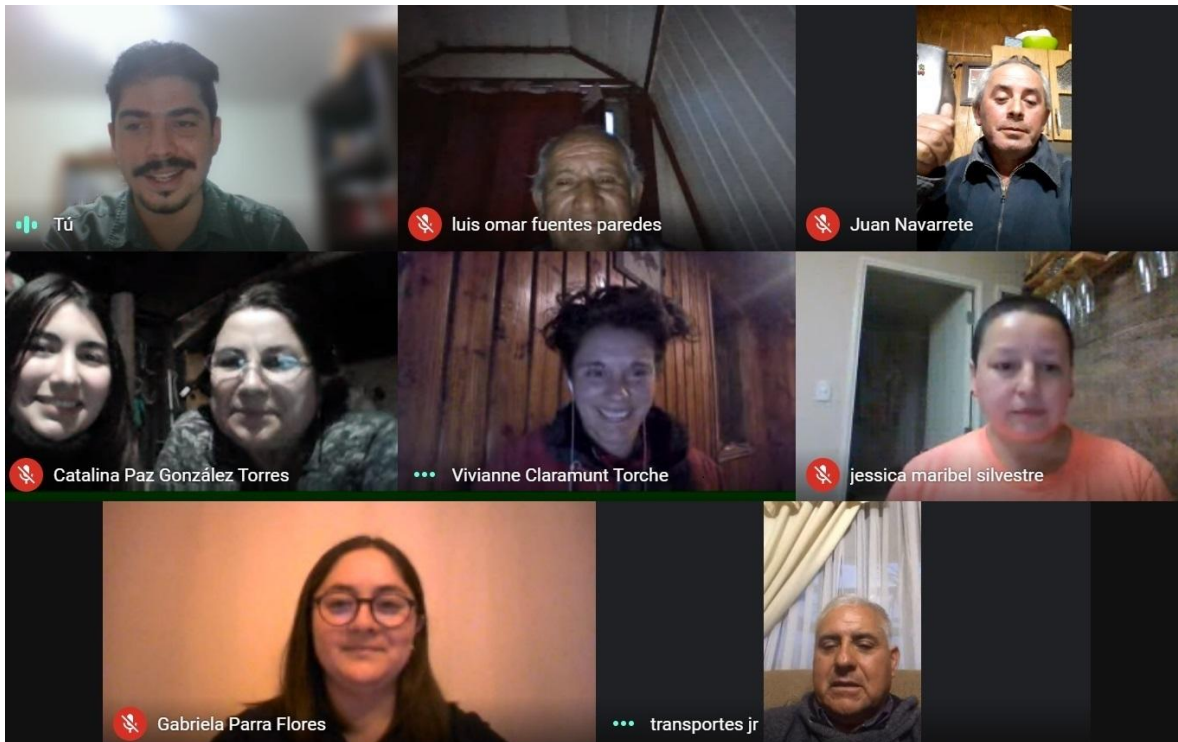 Tú
luis omar fuentes paredes
Juan Navarrete
Catalina Paz González Torres
Vivianne Claramunt Torche
jessica maribel silvestre
Gabriela Parra Flores
transportes jr